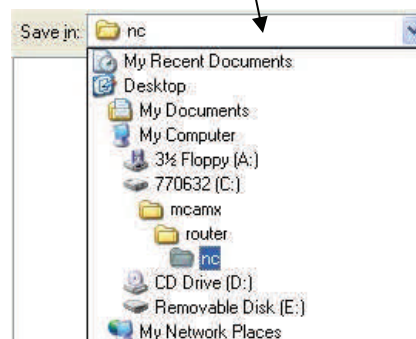 Save in: nc
My Recent Documents
Desktop
My Documents
My Computer
3½ Floppy (A:)
770632 (C:)
mcamx
router
nc
CD Drive (D:)
Removable Disk (E:)
My Network Places